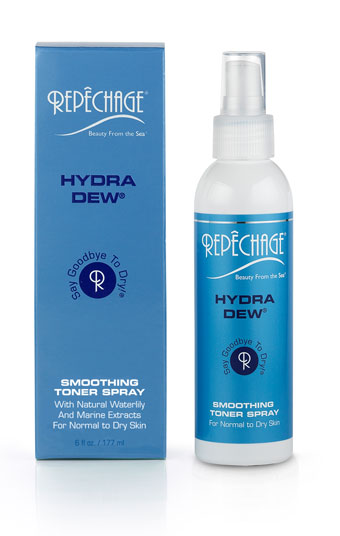 REPÊCHAGE®
Beauty From the Sea™
HYDRA
DEW®
Say Goodbye To Dry!®
R
SMOOTHING
TONER SPRAY
With Natural Waterlily
And Marine Extracts
For Normal to Dry Skin
6 fl oz / 177 ml
REPÊCHAGE®
Beauty From the Sea™
HYDRA
DEW®
Say Goodbye To Dry!®
R
SMOOTHING
TONER SPRAY
For Normal to Dry Skin